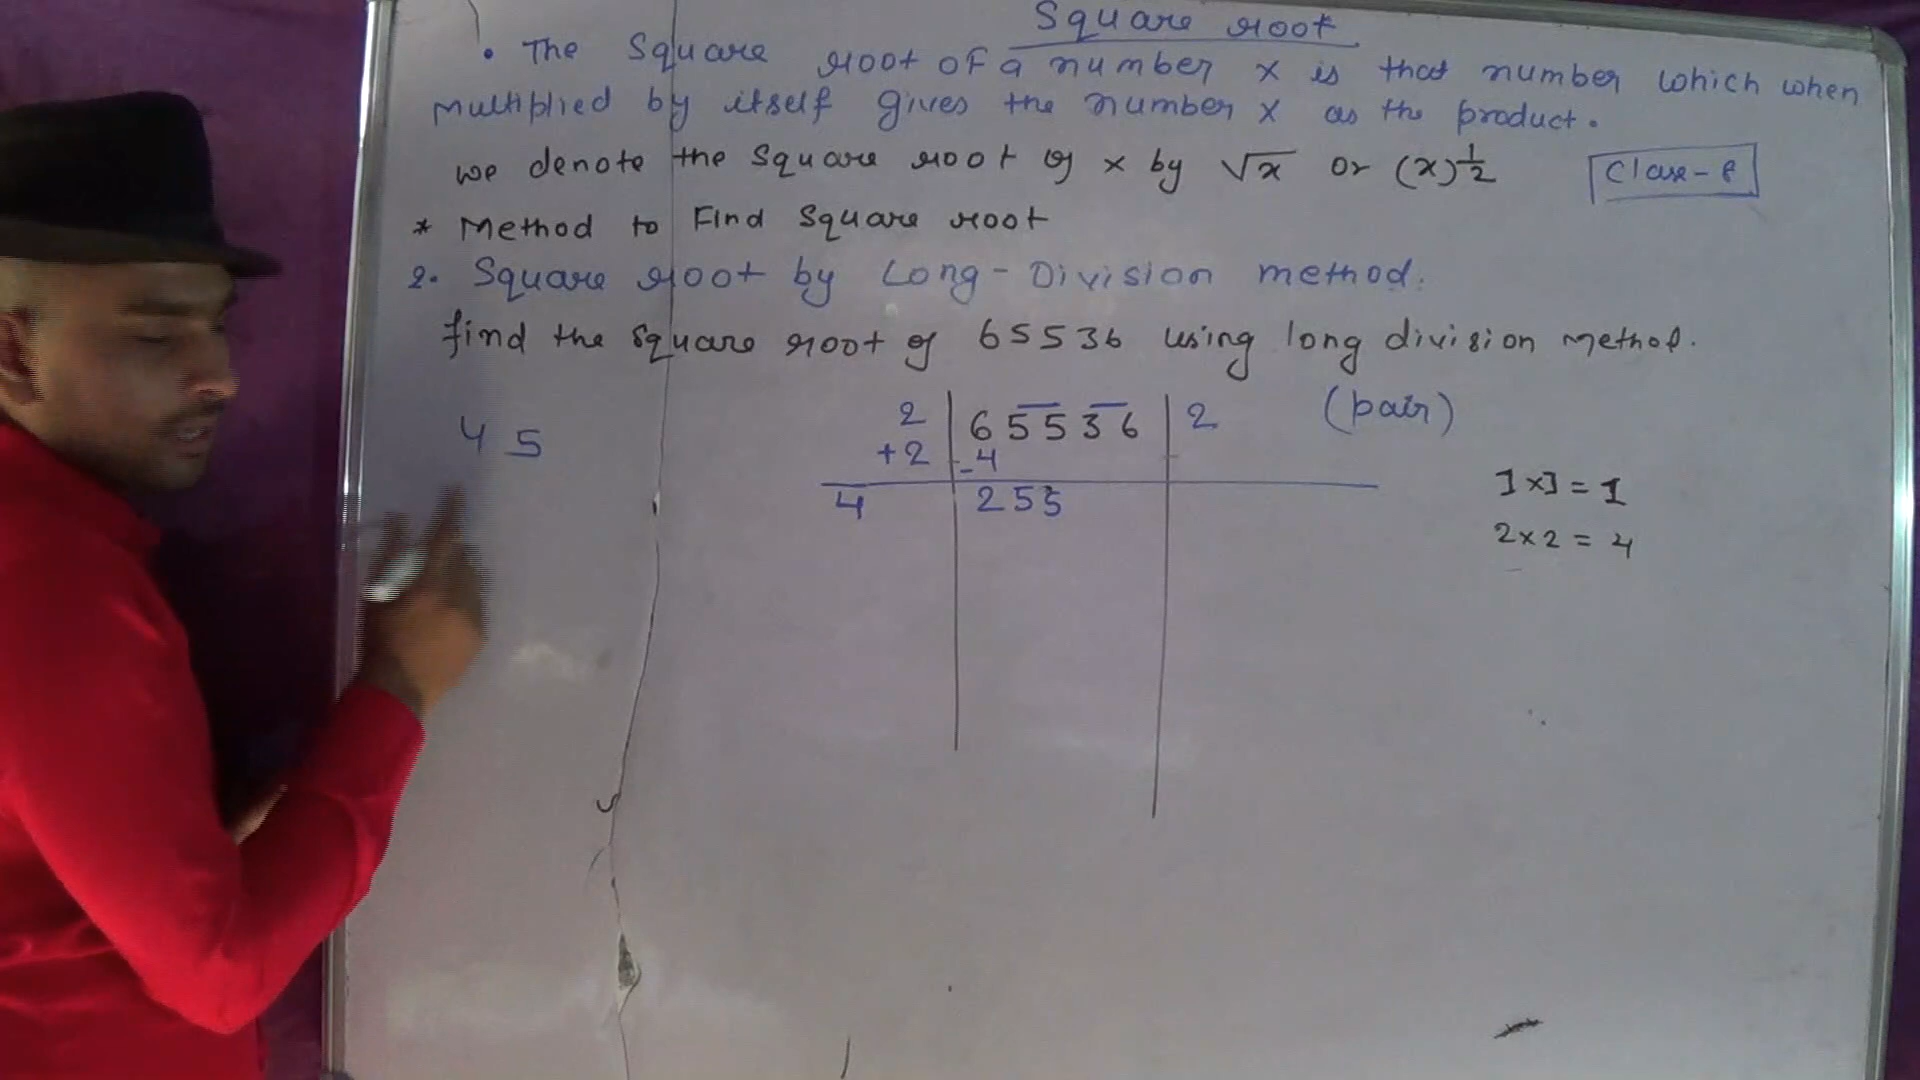 Square root
• The Square root of a number x is that number which when
multiplied by itself gives the number x as the product.
we denote the square root of x by √x or (x)^1/2
Class-8
* Method to Find Square root
2. Square root by Long-Division method.
find the square root of 65536 using long division method.
4 5
2 | 65536 | 2 (pair)
+2 | -4
4 | 255
1×1 = 1
2×2 = 4